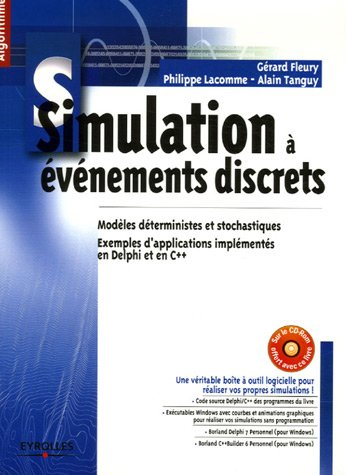 Algorithmes
Gérard Fleury
Philippe Lacomme - Alain Tanguy
S
Simulation à
événements discrets
Modèles déterministes et stochastiques
Exemples d'applications implémentés
en Delphi et en C++
Sur le CD-Rom
offert avec ce livre
Une véritable boîte à outil logicielle pour
réaliser vos propres simulations !
- Code source Delphi/C++ des programmes du livre
- Exécutables Windows avec courbes et animations graphiques
pour réaliser vos simulations sans programmation
- Borland Delphi 7 Personnel (pour Windows)
- Borland C++Builder 6 Personnel (pour Windows)
EYROLLES